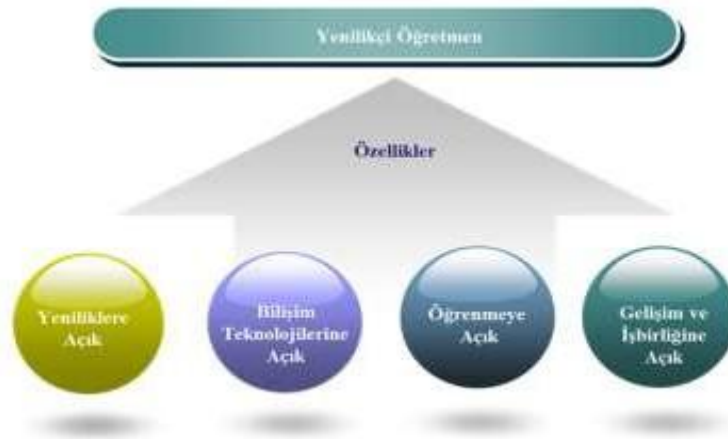 Yenilikçi Öğretmen
Özellikler
Yeniliklere
Açık
Bilişim
Teknolojilerine
Açık
Öğrenmeye
Açık
Gelişim ve
İşbirliğine
Açık